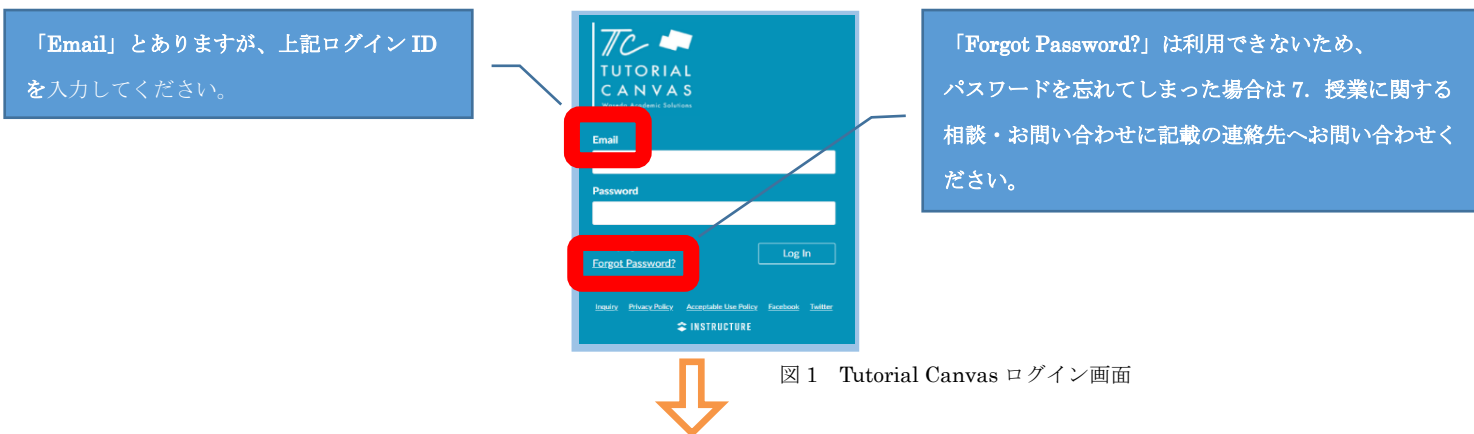 「Email」とありますが、上記ログイン ID
を入力してください。
TC
TUTORIAL
CANVAS
Waseda Academic Solutions
Email
Password
Forgot Password?
Log In
Inquiry Privacy Policy Acceptable Use Policy Facebook Twitter
INSTRUCTURE
「Forgot Password?」は利用できないため、
パスワードを忘れてしまった場合は 7. 授業に関する
相談・お問い合わせに記載の連絡先へお問い合わせく
ださい。
図 1 Tutorial Canvas ログイン画面